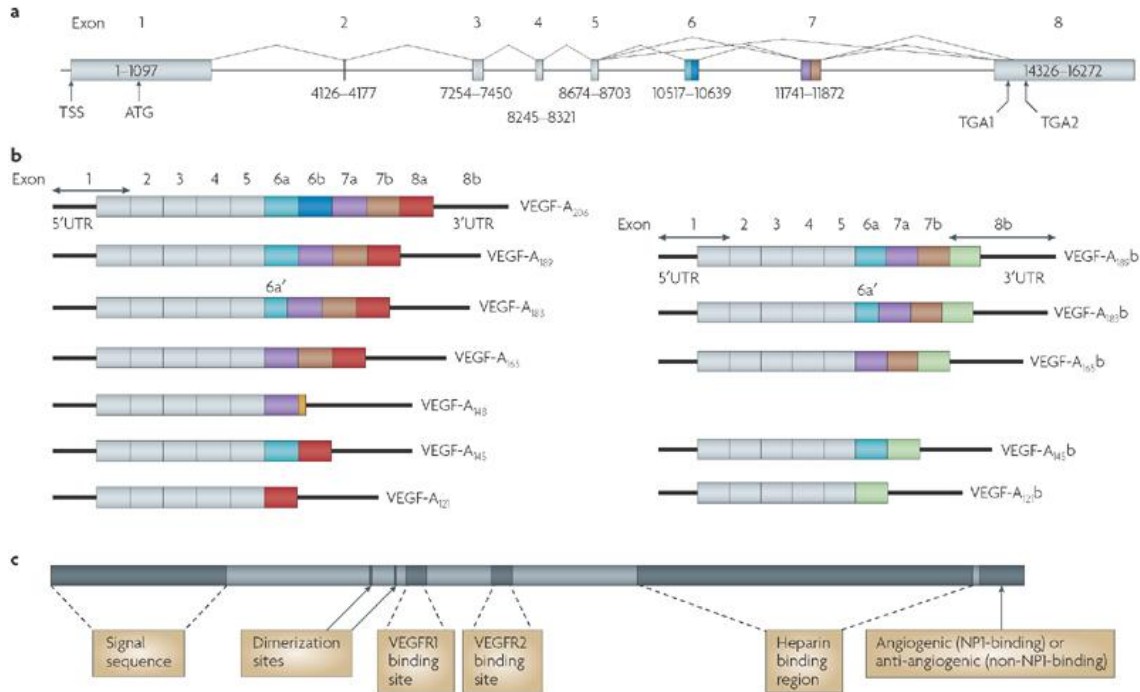 a
Exon 1 2 3 4 5 6 7 8
1–1097
14326–16272
4126–4177 7254–7450 8674–8703 10517–10639 11741–11872
8245–8321
TSS ATG TGA1 TGA2
b
Exon 1 2 3 4 5 6a 6b 7a 7b 8a 8b
5′UTR 3′UTR
VEGF-A206
VEGF-A189
6a′
VEGF-A183
VEGF-A165
VEGF-A148
VEGF-A145
VEGF-A121
Exon 1 2 3 4 5 6a 7a 7b 8b
5′UTR 3′UTR
VEGF-A189b
6a′
VEGF-A183b
VEGF-A165b
VEGF-A145b
VEGF-A121b
c
Signal
sequence
Dimerization
sites
VEGFR1
binding
site
VEGFR2
binding
site
Heparin
binding
region
Angiogenic (NP1-binding) or
anti-angiogenic (non-NP1-binding)